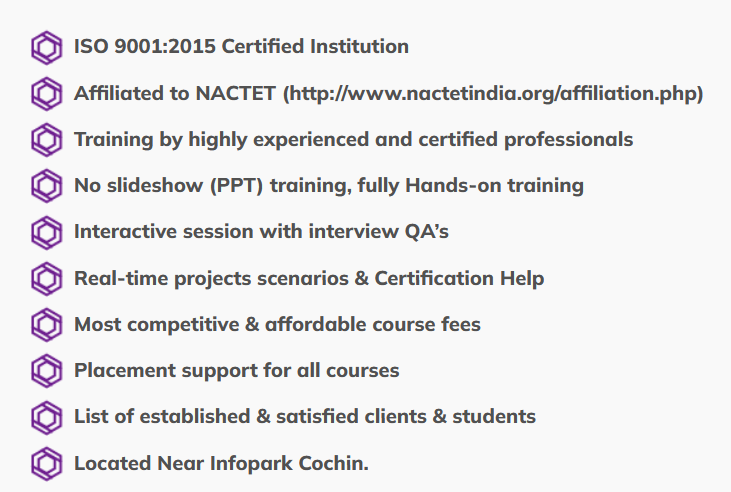 ISO 9001:2015 Certified Institution
Affiliated to NACTET (http://www.nactetindia.org/affiliation.php)
Training by highly experienced and certified professionals
No slideshow (PPT) training, fully Hands-on training
Interactive session with interview QA’s
Real-time projects scenarios & Certification Help
Most competitive & affordable course fees
Placement support for all courses
List of established & satisfied clients & students
Located Near Infopark Cochin.